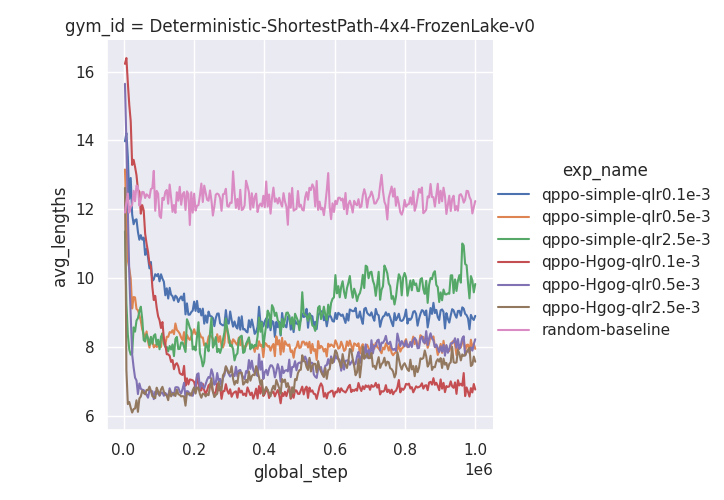 gym_id = Deterministic-ShortestPath-4x4-FrozenLake-v0
16
14
12
10
8
6
avg_lengths
0.0 0.2 0.4 0.6 0.8 1.0
1e6
global_step
exp_name
qppo-simple-qlr0.1e-3
qppo-simple-qlr0.5e-3
qppo-simple-qlr2.5e-3
qppo-Hgog-qlr0.1e-3
qppo-Hgog-qlr0.5e-3
qppo-Hgog-qlr2.5e-3
random-baseline